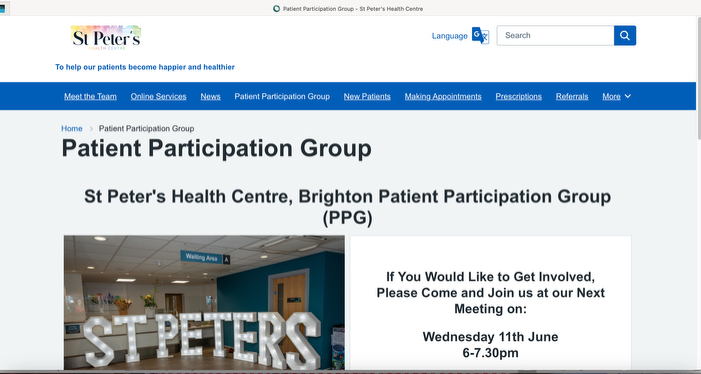 Patient Participation Group - St Peter's Health Centre
St Peter's
HEALTH CENTRE
Language
Search
To help our patients become happier and healthier
Meet the Team Online Services News Patient Participation Group New Patients Making Appointments Prescriptions Referrals More
Home > Patient Participation Group
Patient Participation Group
St Peter's Health Centre, Brighton Patient Participation Group
(PPG)
Waiting Area A
ST PETERS
If You Would Like to Get Involved,
Please Come and Join us at our Next
Meeting on:
Wednesday 11th June
6-7.30pm